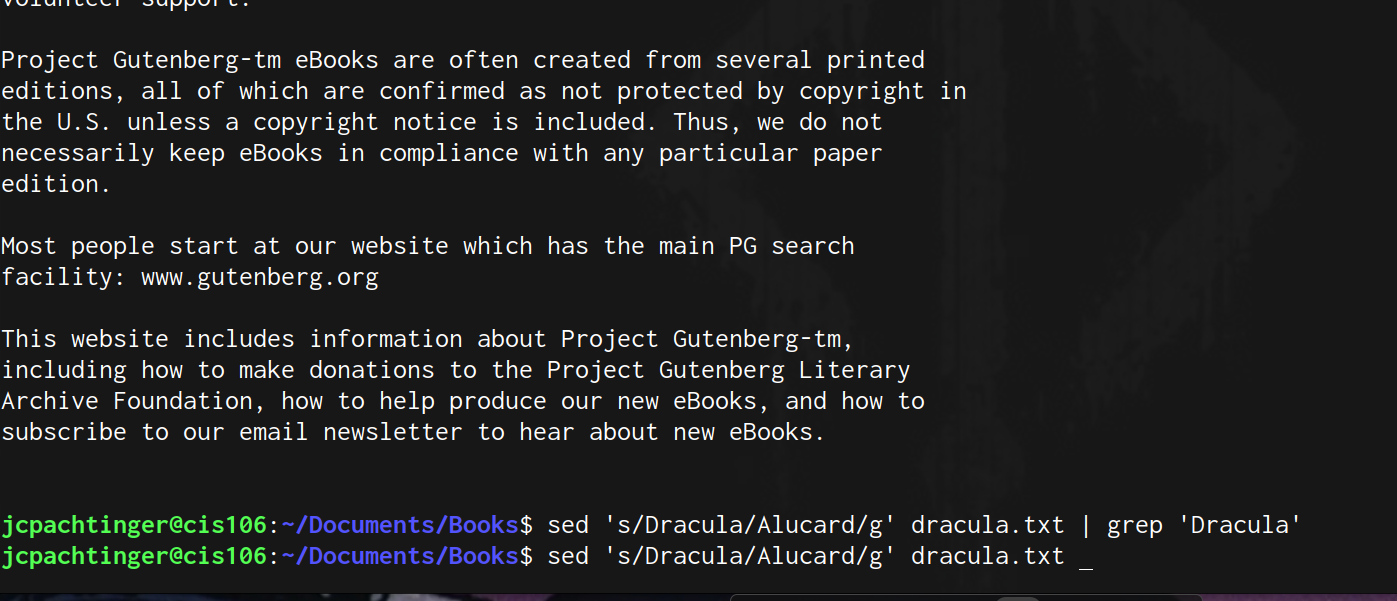 volunteer support.
Project Gutenberg-tm eBooks are often created from several printed
editions, all of which are confirmed as not protected by copyright in
the U.S. unless a copyright notice is included. Thus, we do not
necessarily keep eBooks in compliance with any particular paper
edition.
Most people start at our website which has the main PG search
facility: www.gutenberg.org
This website includes information about Project Gutenberg-tm,
including how to make donations to the Project Gutenberg Literary
Archive Foundation, how to help produce our new eBooks, and how to
subscribe to our email newsletter to hear about new eBooks.
jcpachtinger@cis106:~/Documents/Books$ sed 's/Dracula/Alucard/g' dracula.txt | grep 'Dracula'
jcpachtinger@cis106:~/Documents/Books$ sed 's/Dracula/Alucard/g' dracula.txt _